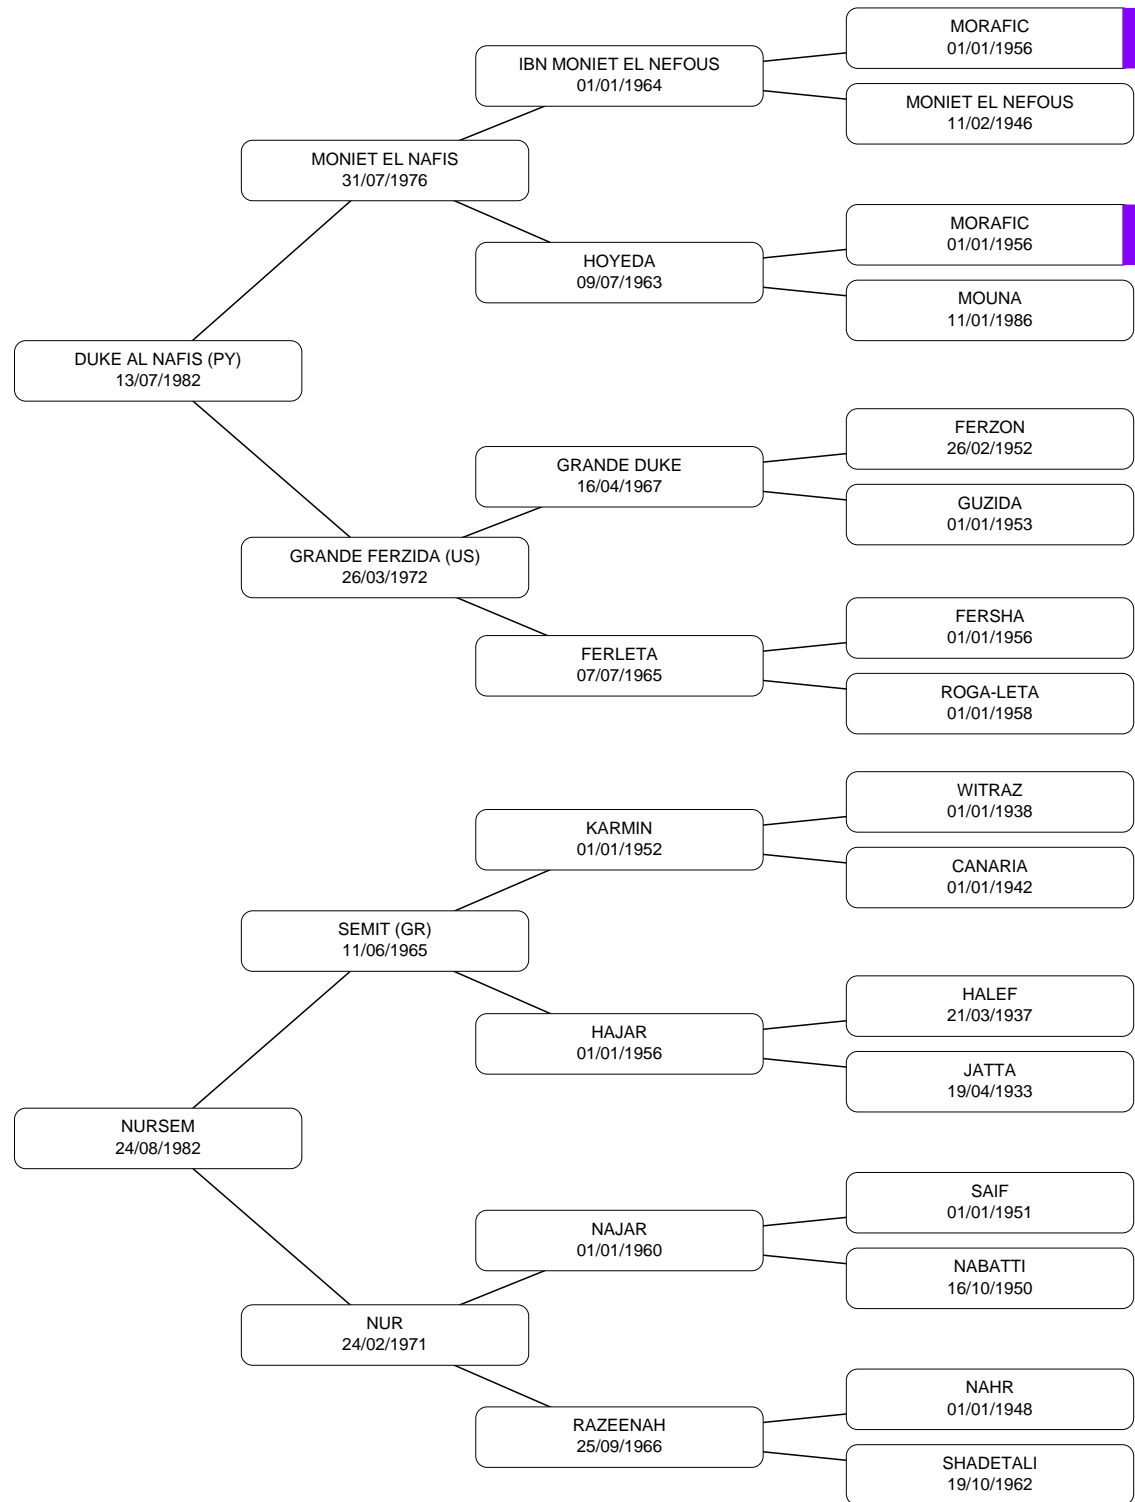 MORAFIC
01/01/1956
IBN MONIET EL NEFOUS
01/01/1964
MONIET EL NEFOUS
11/02/1946
MONIET EL NAFIS
31/07/1976
MORAFIC
01/01/1956
HOYEDA
09/07/1963
MOUNA
11/01/1986
DUKE AL NAFIS (PY)
13/07/1982
FERZON
26/02/1952
GRANDE DUKE
16/04/1967
GUZIDA
01/01/1953
GRANDE FERZIDA (US)
26/03/1972
FERSHA
01/01/1956
FERLETA
07/07/1965
ROGA-LETA
01/01/1958
WITRAZ
01/01/1938
KARMIN
01/01/1952
CANARIA
01/01/1942
SEMIT (GR)
11/06/1965
HALEF
21/03/1937
HAJAR
01/01/1956
JATTA
19/04/1933
NURSEM
24/08/1982
SAIF
01/01/1951
NAJAR
01/01/1960
NABATTI
16/10/1950
NUR
24/02/1971
NAHR
01/01/1948
RAZEENAH
25/09/1966
SHADETALI
19/10/1962